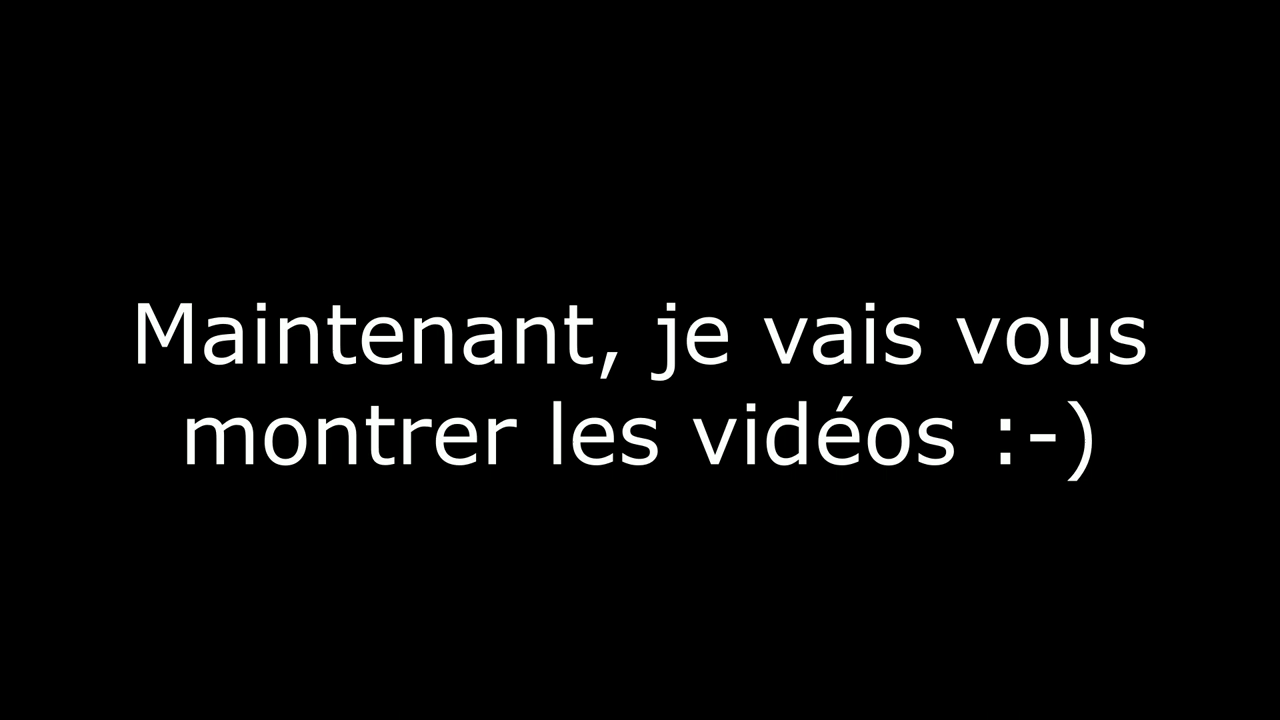 Maintenant, je vais vous
montrer les vidéos :-)